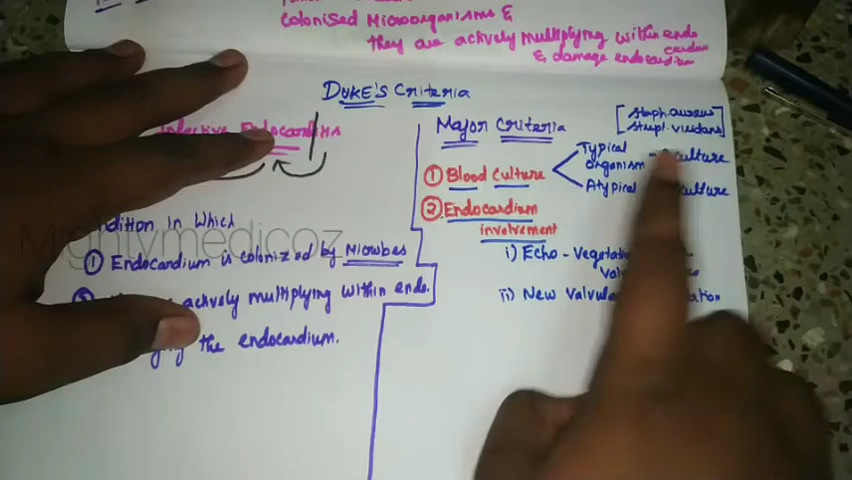 Colonised Microorganisms &
they are actively multiplying within endo
cardium
& damage endocardium
DUKE'S Criteria
Infective Endocarditis
Major Criteria
[Staph. aureus
Strept. viridans]
① Blood Culture
Typical
organism culture
Atypical culture
② Endocardium
involvement
i) Echo - Vegetation
ii) New Valvular
condition in Which
① Endocardium is colonized by Microbes
actively multiplying within endo.
the endocardium.
Mightymedicoz